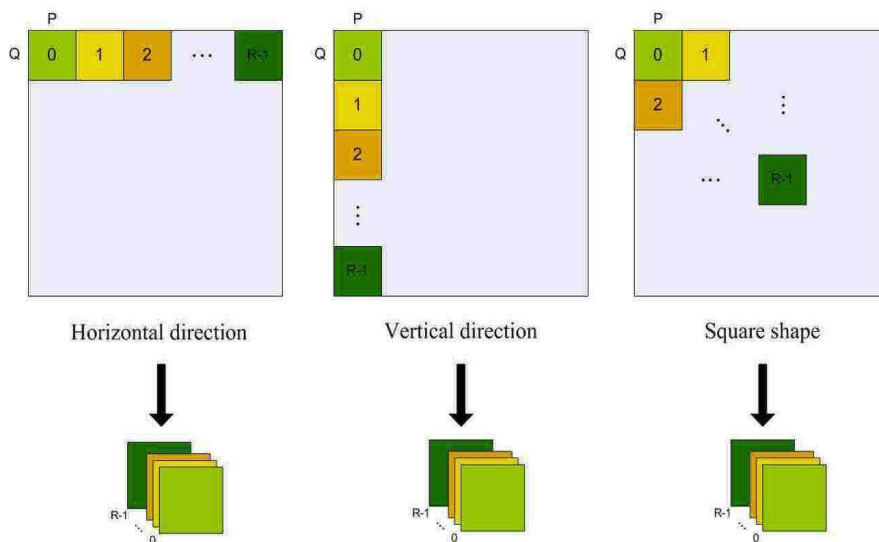 P P P
Q 0 1 2 ... R-1 Q 0 Q 0 1
1 2
2
R-1
R-1
Horizontal direction Vertical direction Square shape
R-1 R-1 R-1
0 0 0